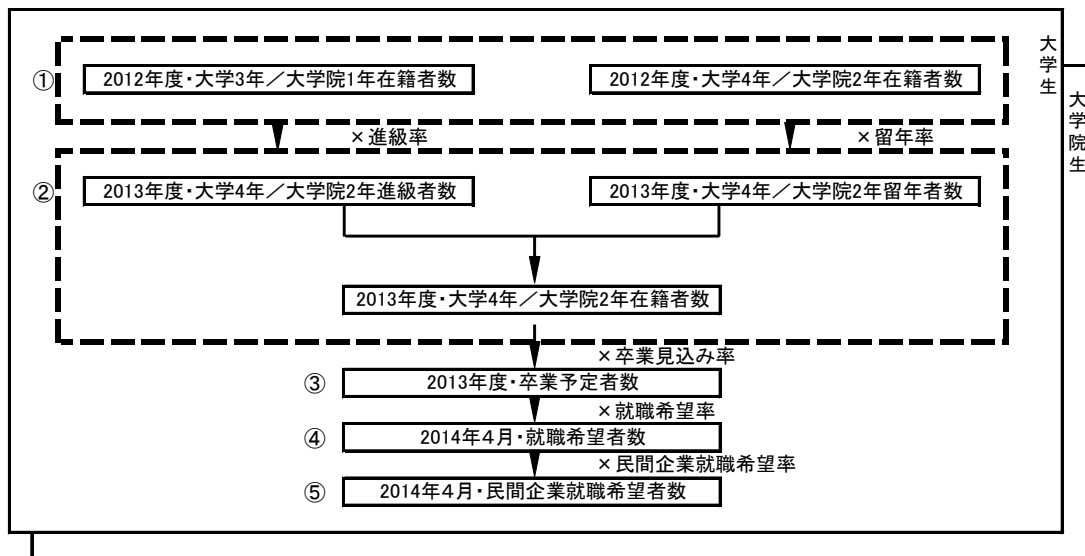 大学生
大学院生
①
2012年度・大学3年／大学院1年在籍者数
2012年度・大学4年／大学院2年在籍者数
×進級率
×留年率
②
2013年度・大学4年／大学院2年進級者数
2013年度・大学4年／大学院2年留年者数
2013年度・大学4年／大学院2年在籍者数
×卒業見込み率
③
2013年度・卒業予定者数
×就職希望率
④
2014年４月・就職希望者数
×民間企業就職希望率
⑤
2014年４月・民間企業就職希望者数